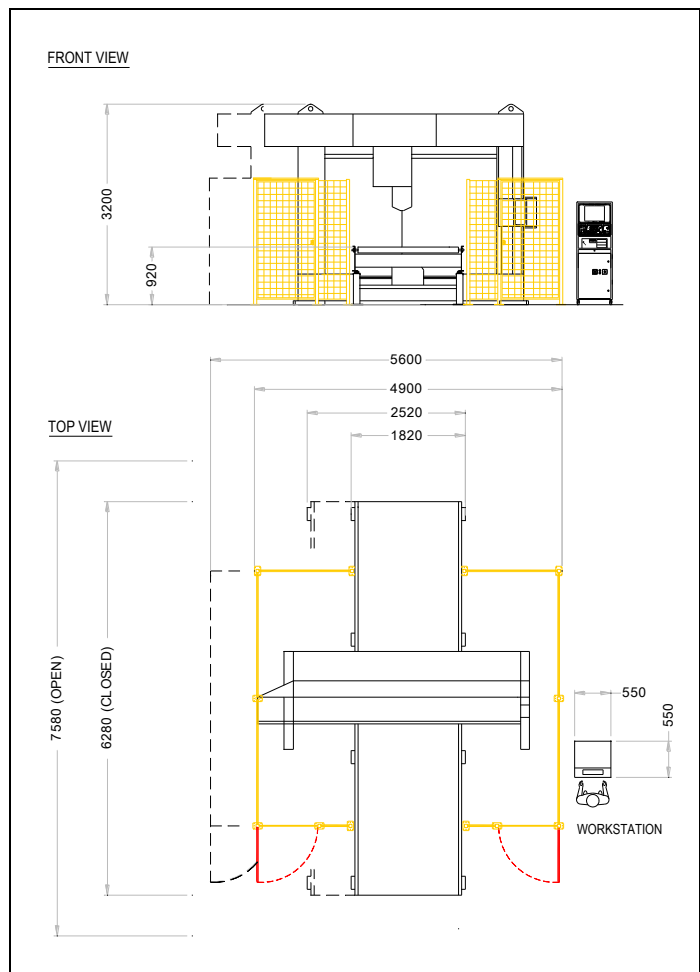 FRONT VIEW
3200
920
5600
4900
2520
TOP VIEW
1820
7580 (OPEN)
6280 (CLOSED)
550
550
WORKSTATION